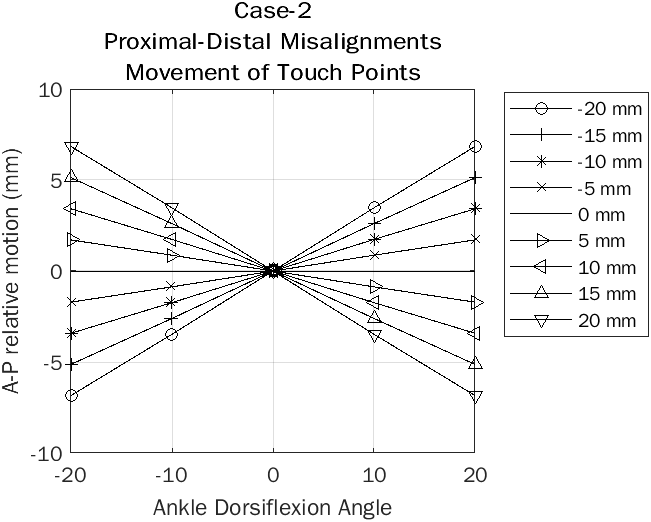 Case-2
Proximal-Distal Misalignments
Movement of Touch Points
A-P relative motion (mm)
10
5
0
-5
-10
-20
-10
0
10
20
Ankle Dorsiflexion Angle
-20 mm
-15 mm
-10 mm
-5 mm
0 mm
5 mm
10 mm
15 mm
20 mm